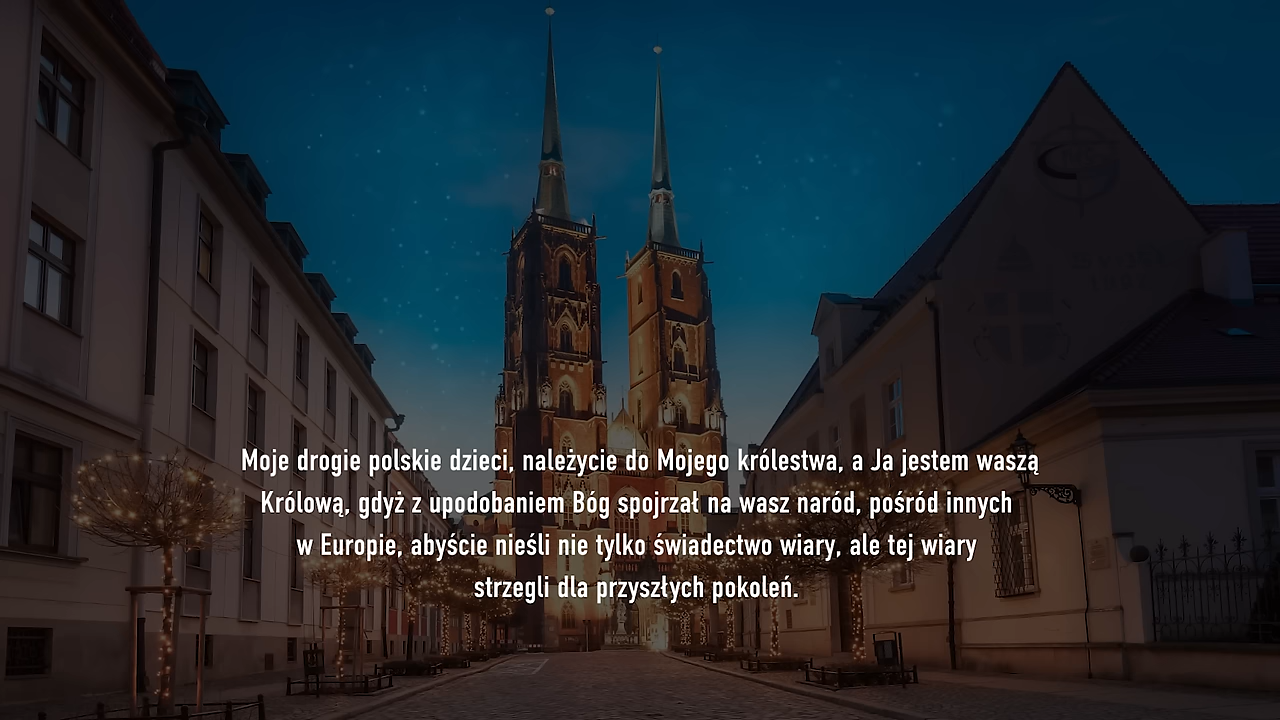 Moje drogie polskie dzieci, należycie do Mojego królestwa, a Ja jestem waszą
Królową, gdyż z upodobaniem Bóg spojrzał na wasz naród, pośród innych
w Europie, abyście nieśli nie tylko świadectwo wiary, ale tej wiary
strzegli dla przyszłych pokoleń.